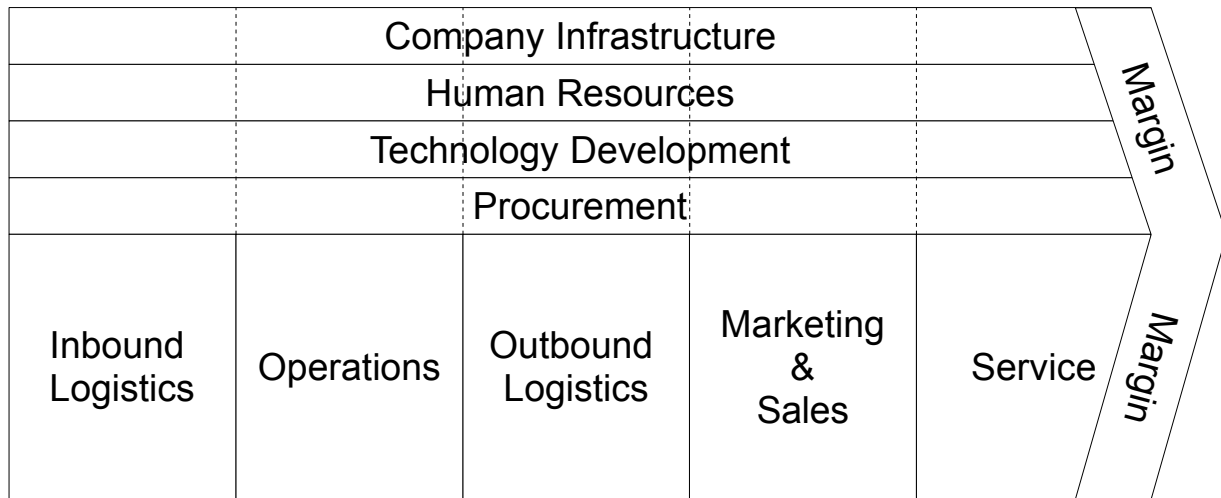 Company Infrastructure
Human Resources
Technology Development
Procurement
Margin
Inbound
Logistics
Operations
Outbound
Logistics
Marketing
&
Sales
Service
Margin